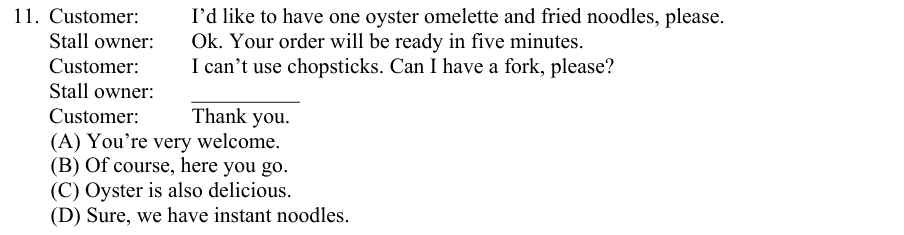 11. Customer: I'd like to have one oyster omelette and fried noodles, please.
Stall owner: Ok. Your order will be ready in five minutes.
Customer: I can't use chopsticks. Can I have a fork, please?
Stall owner: __________
Customer: Thank you.
(A) You're very welcome.
(B) Of course, here you go.
(C) Oyster is also delicious.
(D) Sure, we have instant noodles.